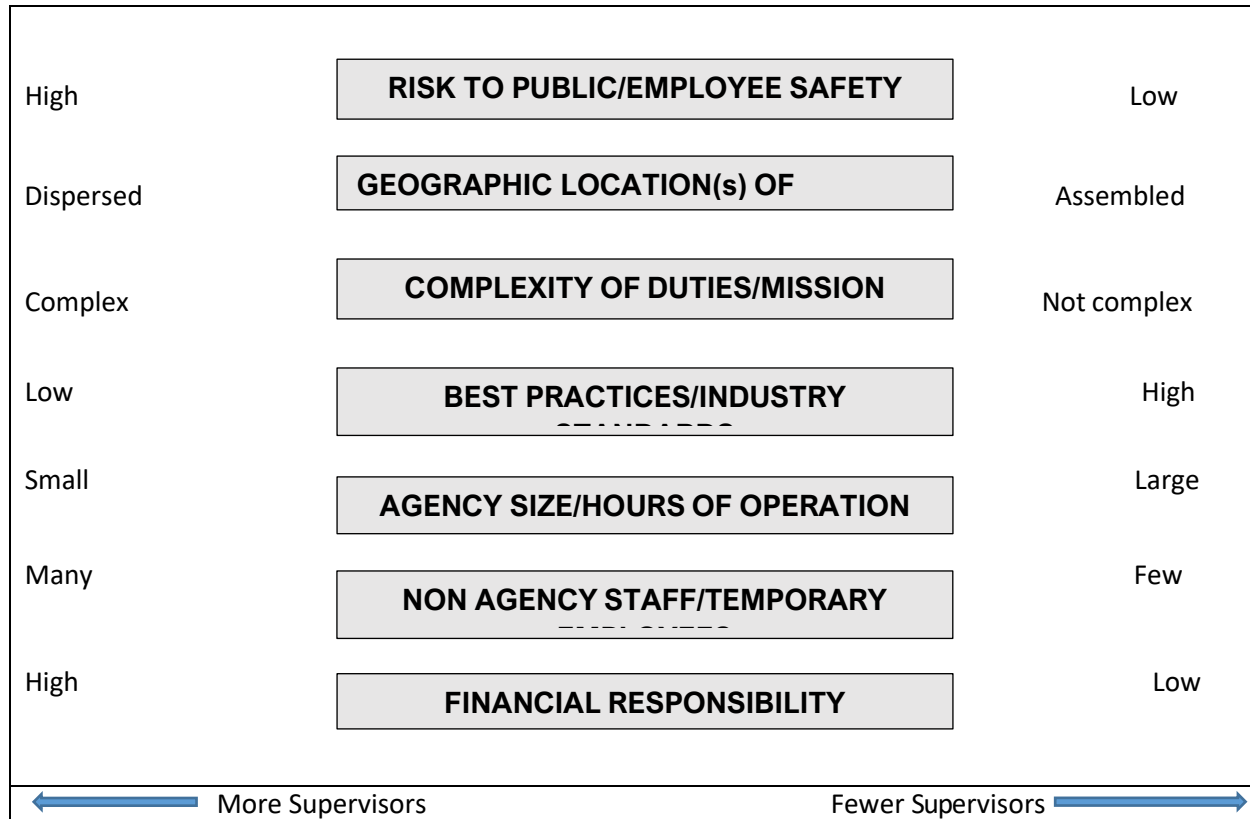 High RISK TO PUBLIC/EMPLOYEE SAFETY Low
Dispersed GEOGRAPHIC LOCATION(s) OF Assembled
Complex COMPLEXITY OF DUTIES/MISSION Not complex
Low BEST PRACTICES/INDUSTRY High
Small AGENCY SIZE/HOURS OF OPERATION Large
Many NON AGENCY STAFF/TEMPORARY Few
High FINANCIAL RESPONSIBILITY Low
More Supervisors Fewer Supervisors